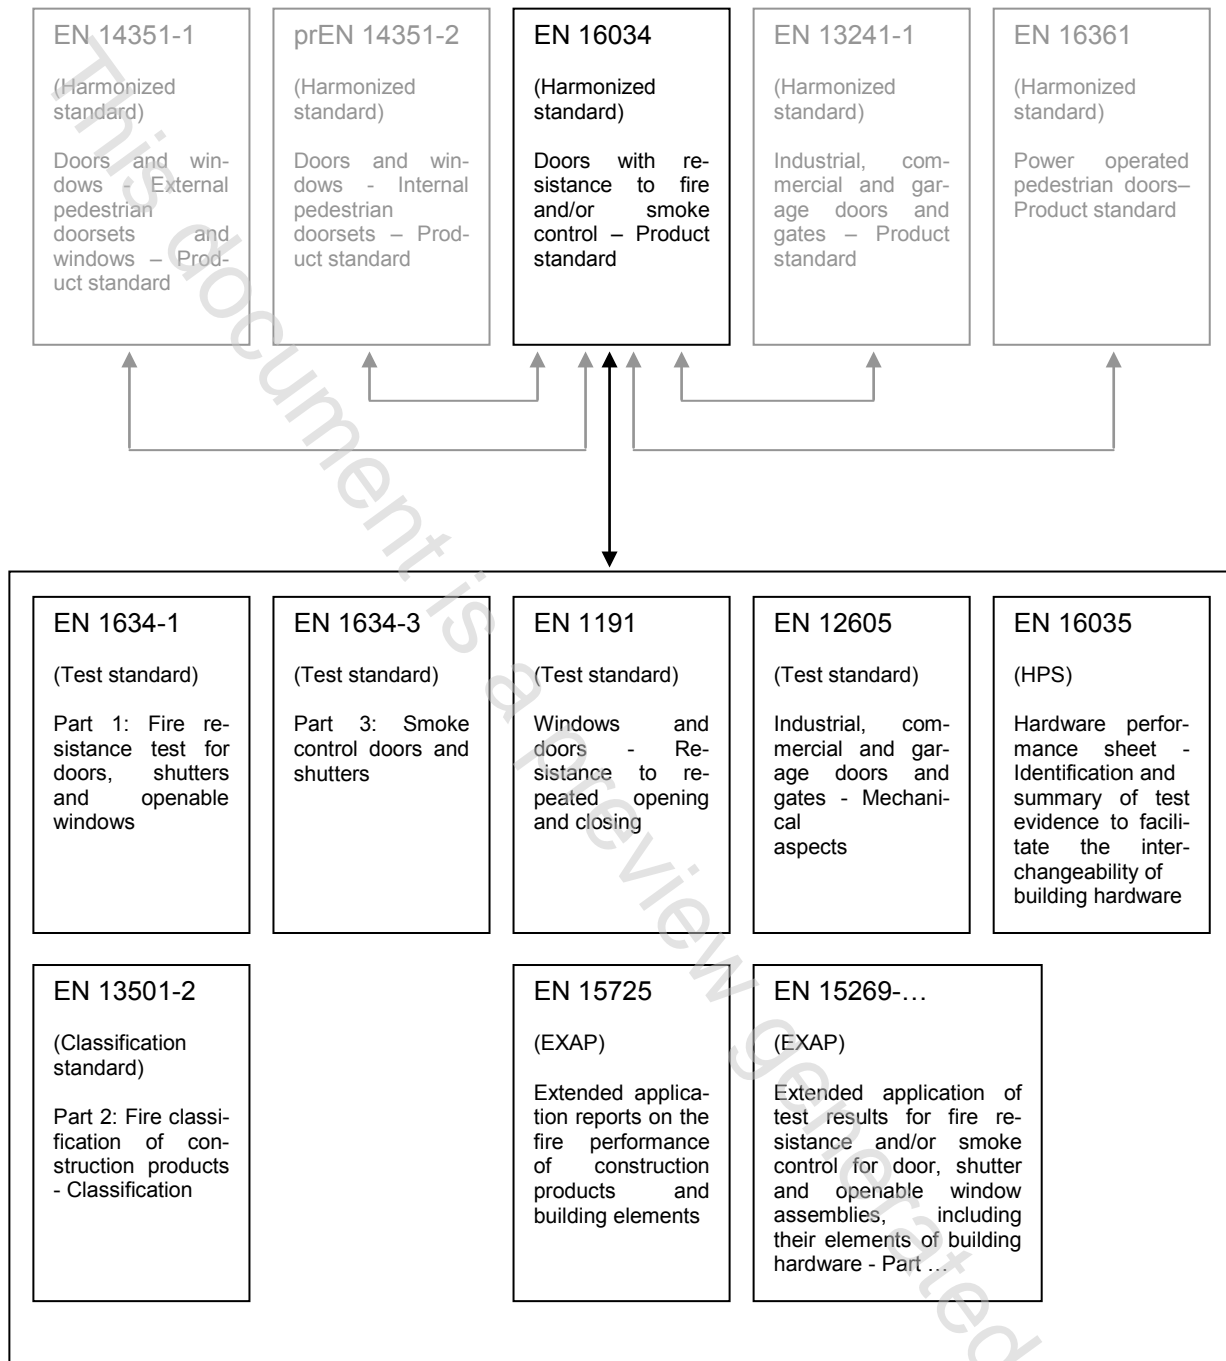 EN 14351-1
(Harmonized
standard)
Doors and win-
dows - External
pedestrian
doorsets and
windows – Prod-
uct standard
prEN 14351-2
(Harmonized
standard)
Doors and win-
dows - Internal
pedestrian
doorsets – Prod-
uct standard
EN 16034
(Harmonized
standard)
Doors with re-
sistance to fire
and/or smoke
control – Product
standard
EN 13241-1
(Harmonized
standard)
Industrial, com-
mercial and gar-
age doors and
gates – Product
standard
EN 16361
(Harmonized
standard)
Power operated
pedestrian doors–
Product standard
EN 1634-1
(Test standard)
Part 1: Fire re-
sistance test for
doors, shutters
and openable
windows
EN 1634-3
(Test standard)
Part 3: Smoke
control doors and
shutters
EN 1191
(Test standard)
Windows and
doors - Re-
sistance to re-
peated opening
and closing
EN 12605
(Test standard)
Industrial, com-
mercial and gar-
age doors and
gates - Mechani-
cal
aspects
EN 16035
(HPS)
Hardware perfor-
mance sheet -
Identification and
summary of test
evidence to facili-
tate the inter-
changeability of
building hardware
EN 13501-2
(Classification
standard)
Part 2: Fire classi-
fication of con-
struction products
- Classification
EN 15725
(EXAP)
Extended applica-
tion reports on the
fire performance
of construction
products and
building elements
EN 15269-…
(EXAP)
Extended application of
test results for fire re-
sistance and/or smoke
control for door, shutter
and openable window
assemblies, including
their elements of building
hardware - Part …
This document is a preview generated